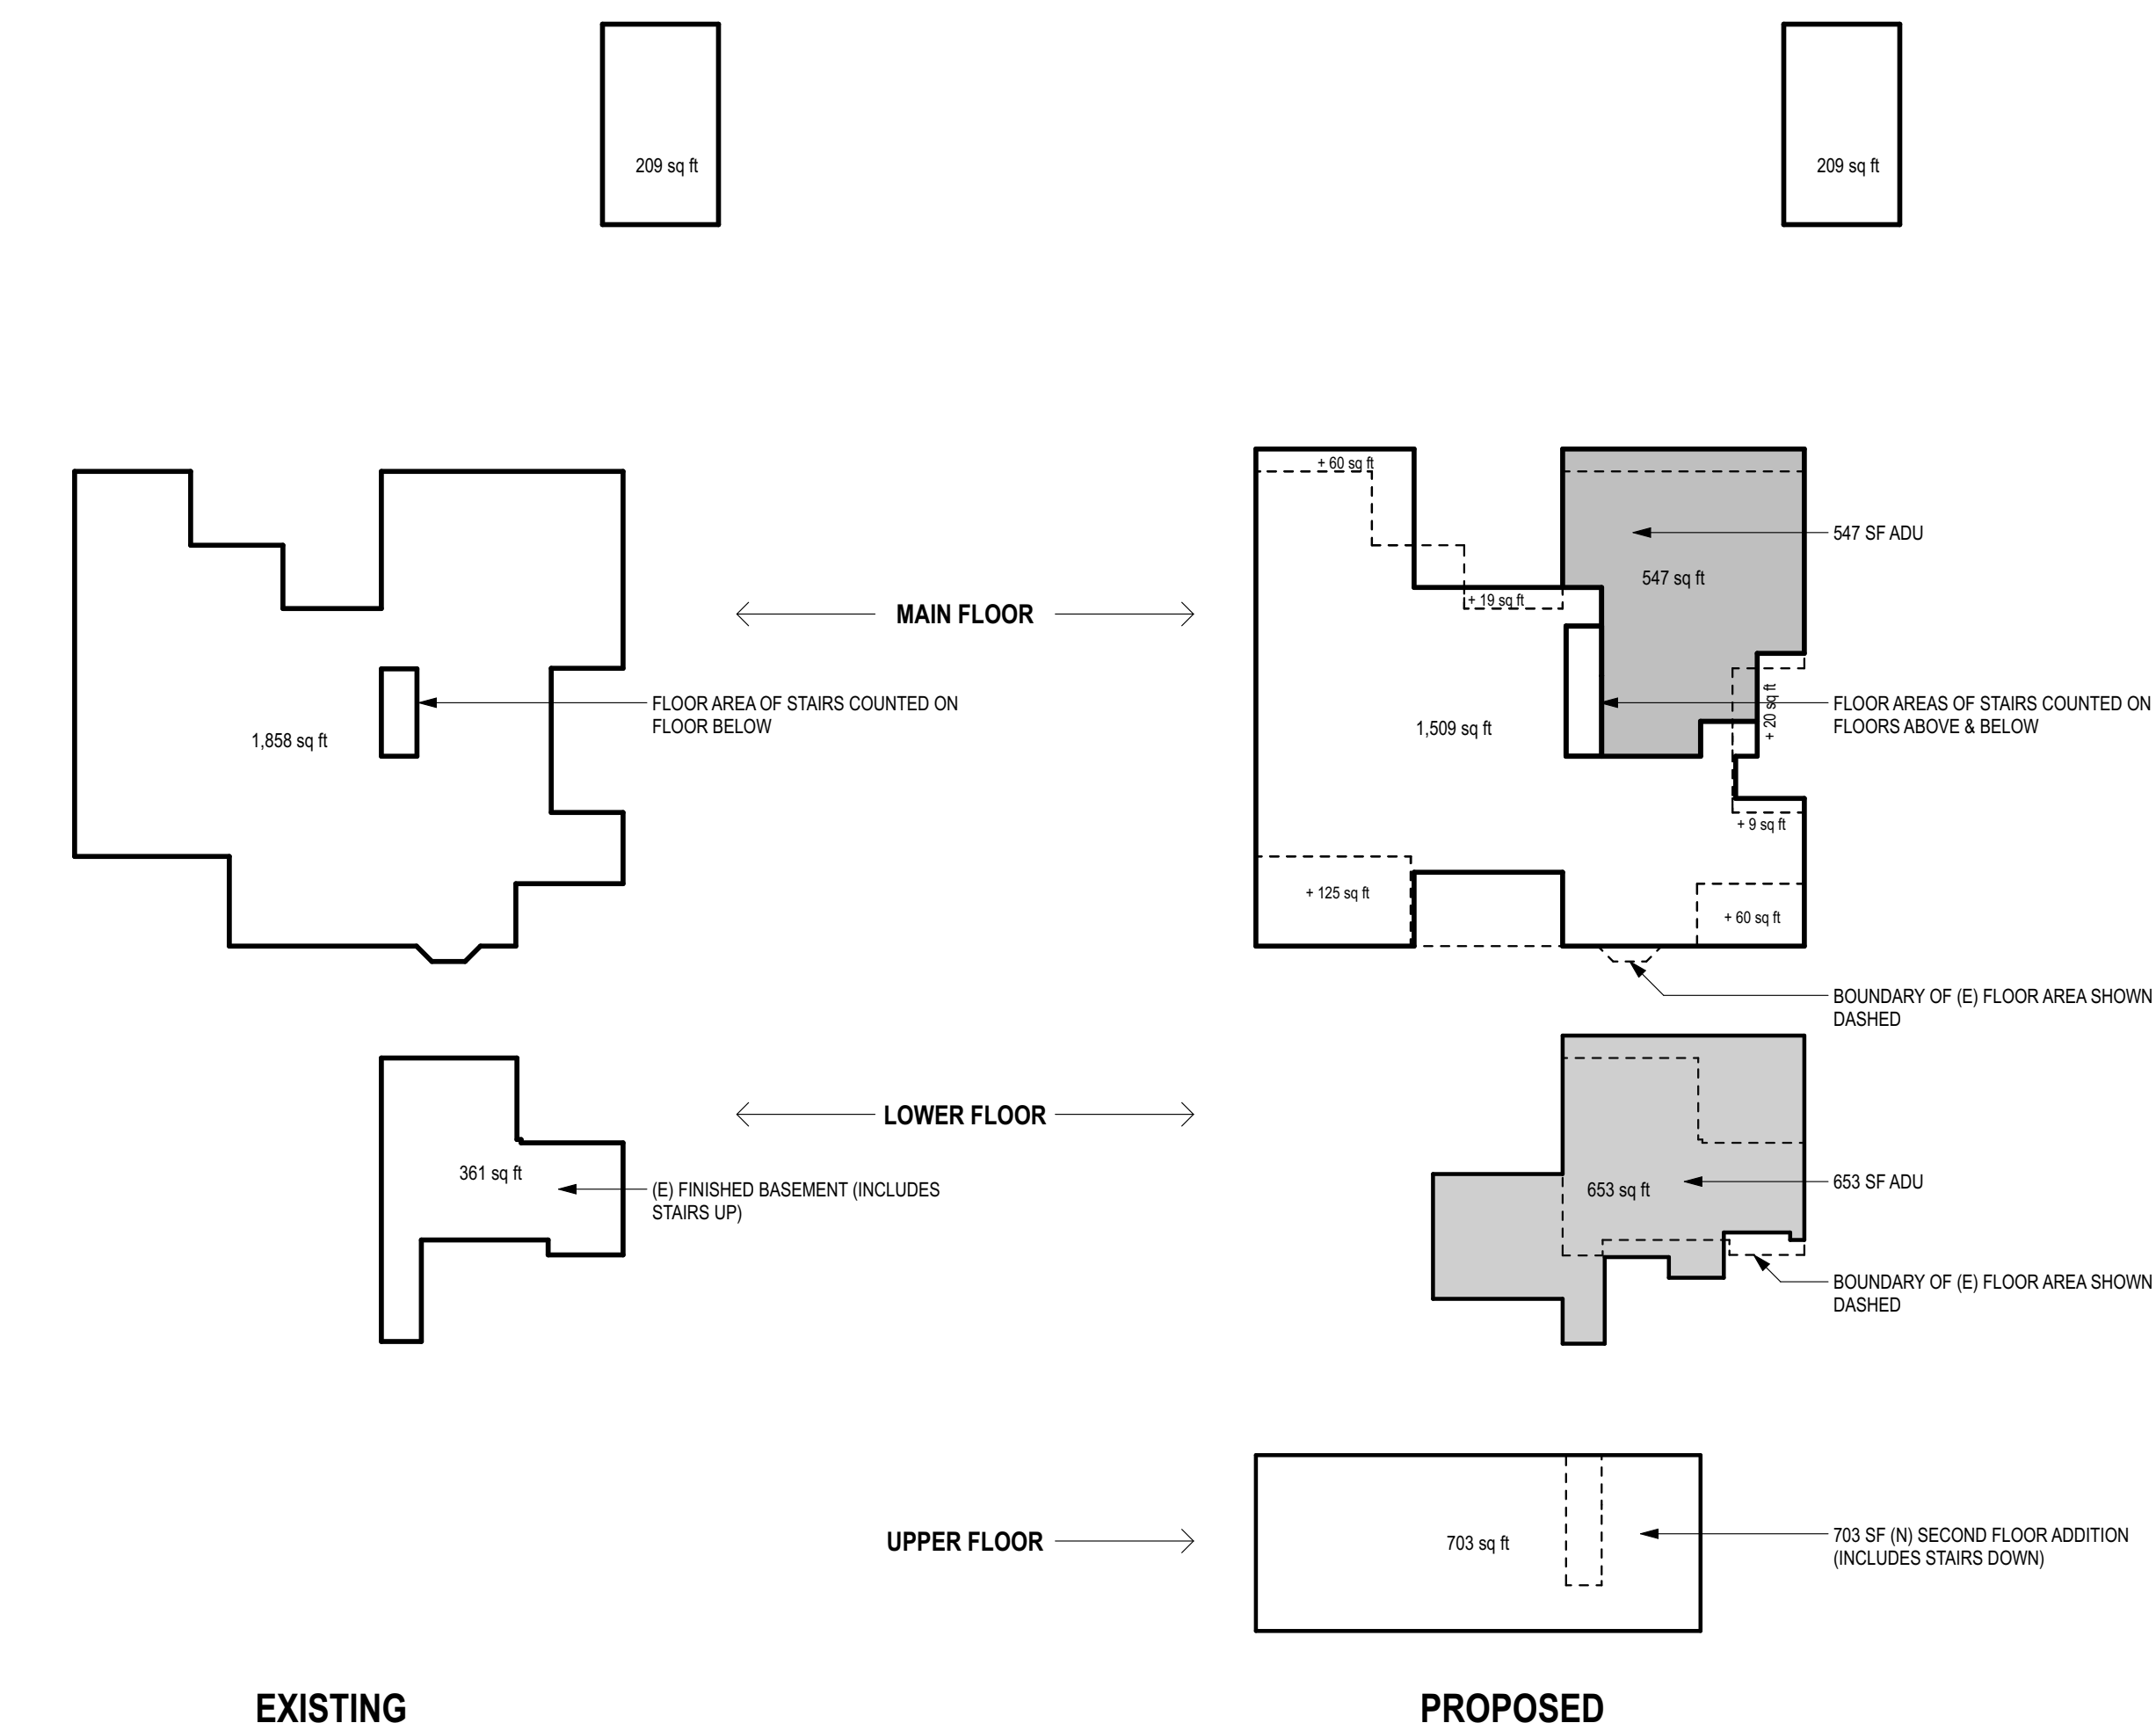 209 sq ft
209 sq ft
+ 60 sq ft
547 SF ADU
547 sq ft
+ 19 sq ft
MAIN FLOOR
FLOOR AREA OF STAIRS COUNTED ON
FLOOR BELOW
1,858 sq ft
1,509 sq ft
+ 20 sq ft
FLOOR AREAS OF STAIRS COUNTED ON
FLOORS ABOVE & BELOW
+ 9 sq ft
+ 125 sq ft
+ 60 sq ft
BOUNDARY OF (E) FLOOR AREA SHOWN
DASHED
LOWER FLOOR
361 sq ft
(E) FINISHED BASEMENT (INCLUDES
STAIRS UP)
653 sq ft
653 SF ADU
BOUNDARY OF (E) FLOOR AREA SHOWN
DASHED
UPPER FLOOR
703 sq ft
703 SF (N) SECOND FLOOR ADDITION
(INCLUDES STAIRS DOWN)
EXISTING
PROPOSED